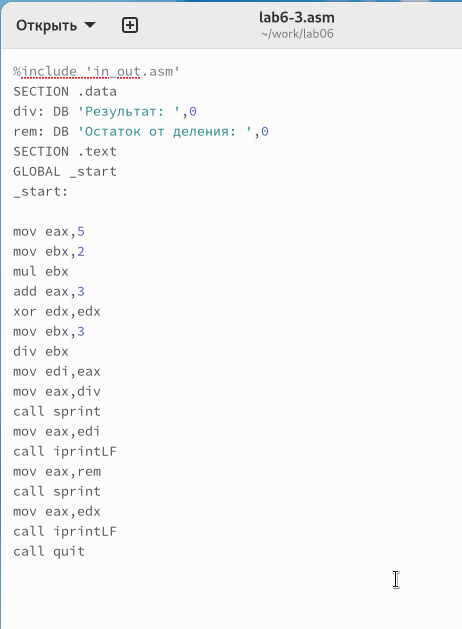 Открыть
lab6-3.asm
~/work/lab06
%include 'in_out.asm'
SECTION .data
div: DB 'Результат: ',0
rem: DB 'Остаток от деления: ',0
SECTION .text
GLOBAL _start
_start:
mov eax,5
mov ebx,2
mul ebx
add eax,3
xor edx,edx
mov ebx,3
div ebx
mov edi,eax
mov eax,div
call sprint
mov eax,edi
call iprintLF
mov eax,rem
call sprint
mov eax,edx
call iprintLF
call quit